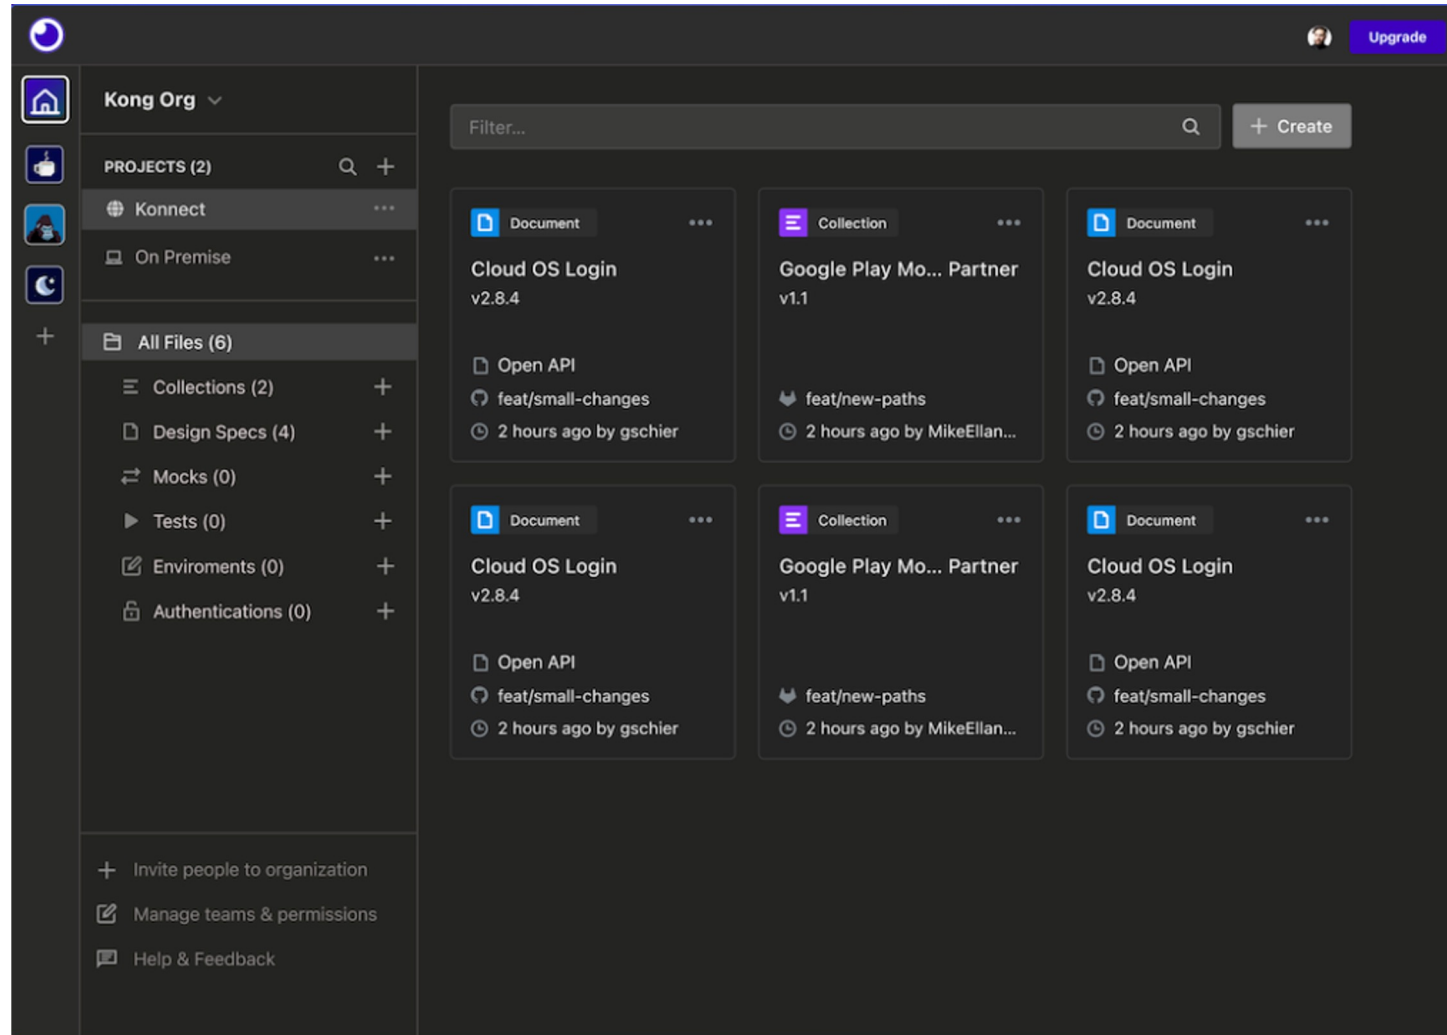 Upgrade
Kong Org
PROJECTS (2)
Konnect
On Premise
All Files (6)
Collections (2)
Design Specs (4)
Mocks (0)
Tests (0)
Enviroments (0)
Authentications (0)
Invite people to organization
Manage teams & permissions
Help & Feedback
Filter...
Create
Document
Cloud OS Login
v2.8.4
Open API
feat/small-changes
2 hours ago by gschier
Collection
Google Play Mo... Partner
v1.1
feat/new-paths
2 hours ago by MikeEllan...
Document
Cloud OS Login
v2.8.4
Open API
feat/small-changes
2 hours ago by gschier
Document
Cloud OS Login
v2.8.4
Open API
feat/small-changes
2 hours ago by gschier
Collection
Google Play Mo... Partner
v1.1
feat/new-paths
2 hours ago by MikeEllan...
Document
Cloud OS Login
v2.8.4
Open API
feat/small-changes
2 hours ago by gschier